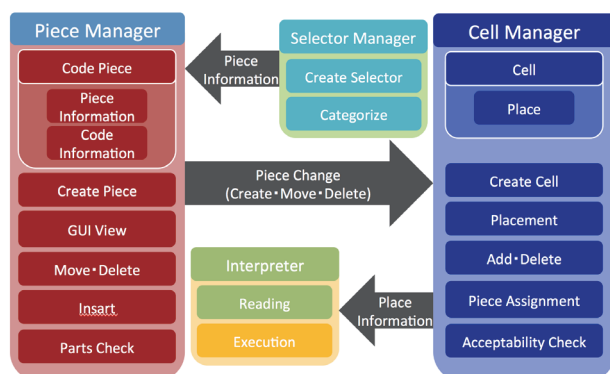 Piece Manager
Code Piece
Piece
Information
Code
Information
Create Piece
GUI View
Move・Delete
Insart
Parts Check
Piece
Information
Selector Manager
Create Selector
Categorize
Piece Change
(Create・Move・Delete)
Interpreter
Reading
Execution
Place
Information
Cell Manager
Cell
Place
Create Cell
Placement
Add・Delete
Piece Assignment
Acceptability Check